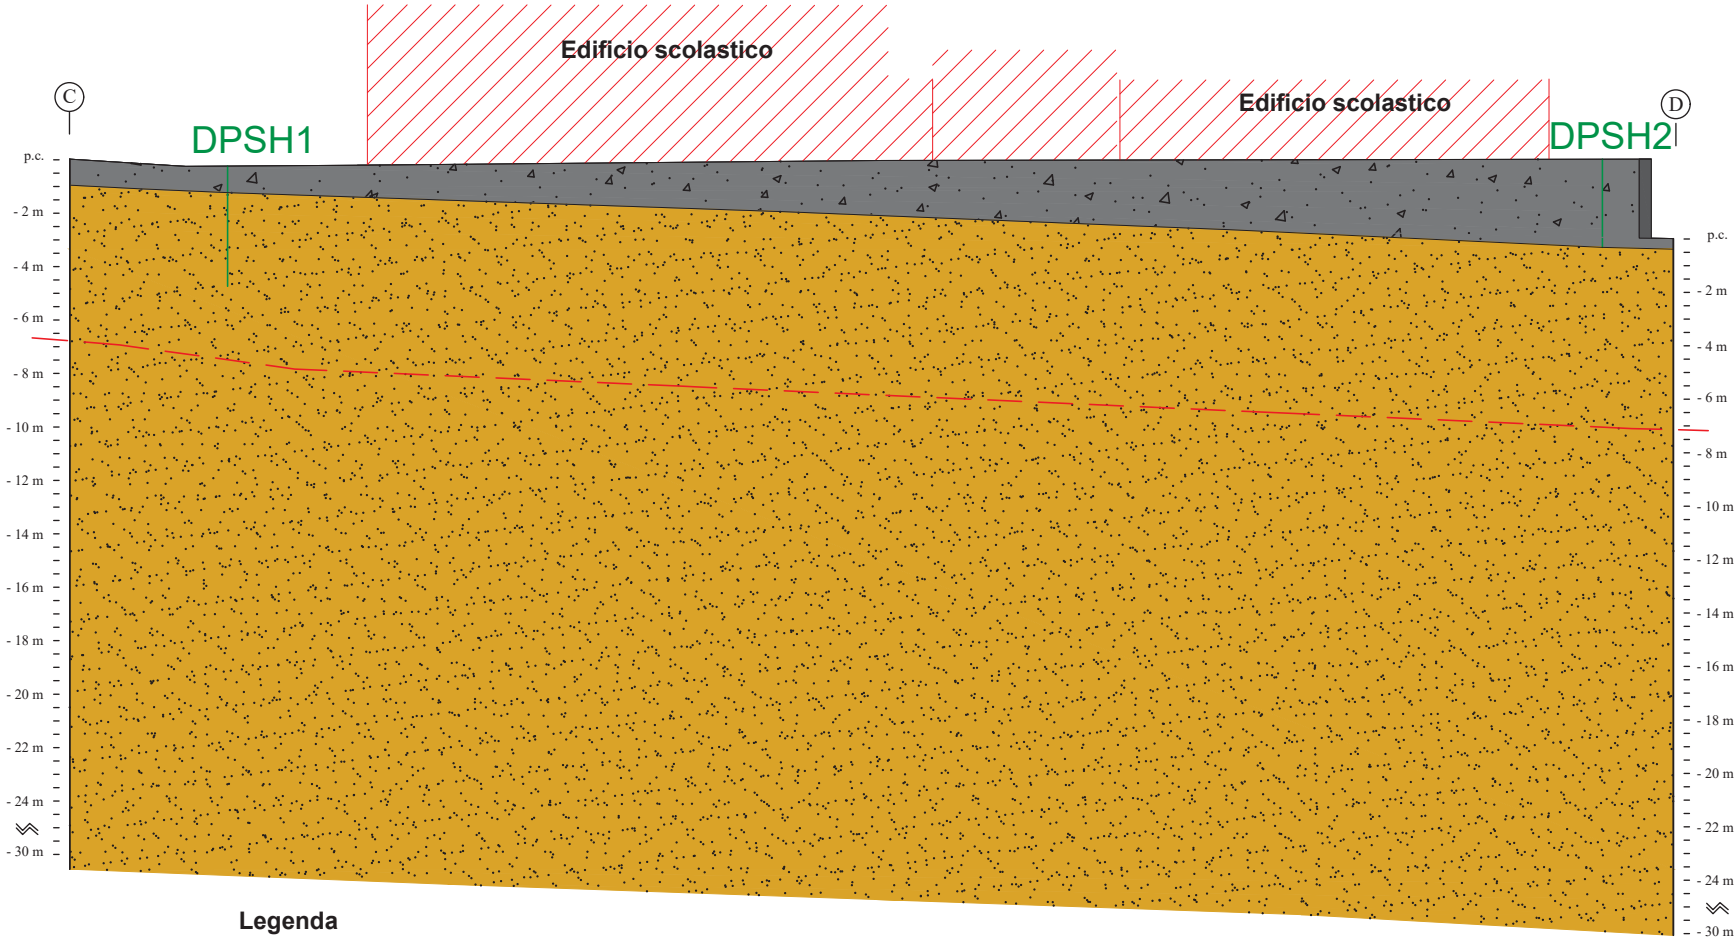 Edificio scolastico
Edificio scolastico
C
D
DPSH1
DPSH2
p.c.
- 2 m
- 4 m
- 6 m
- 8 m
- 10 m
- 12 m
- 14 m
- 16 m
- 18 m
- 20 m
- 22 m
- 24 m
- 30 m
p.c.
- 2 m
- 4 m
- 6 m
- 8 m
- 10 m
- 12 m
- 14 m
- 16 m
- 18 m
- 20 m
- 22 m
- 24 m
- 30 m
Legenda